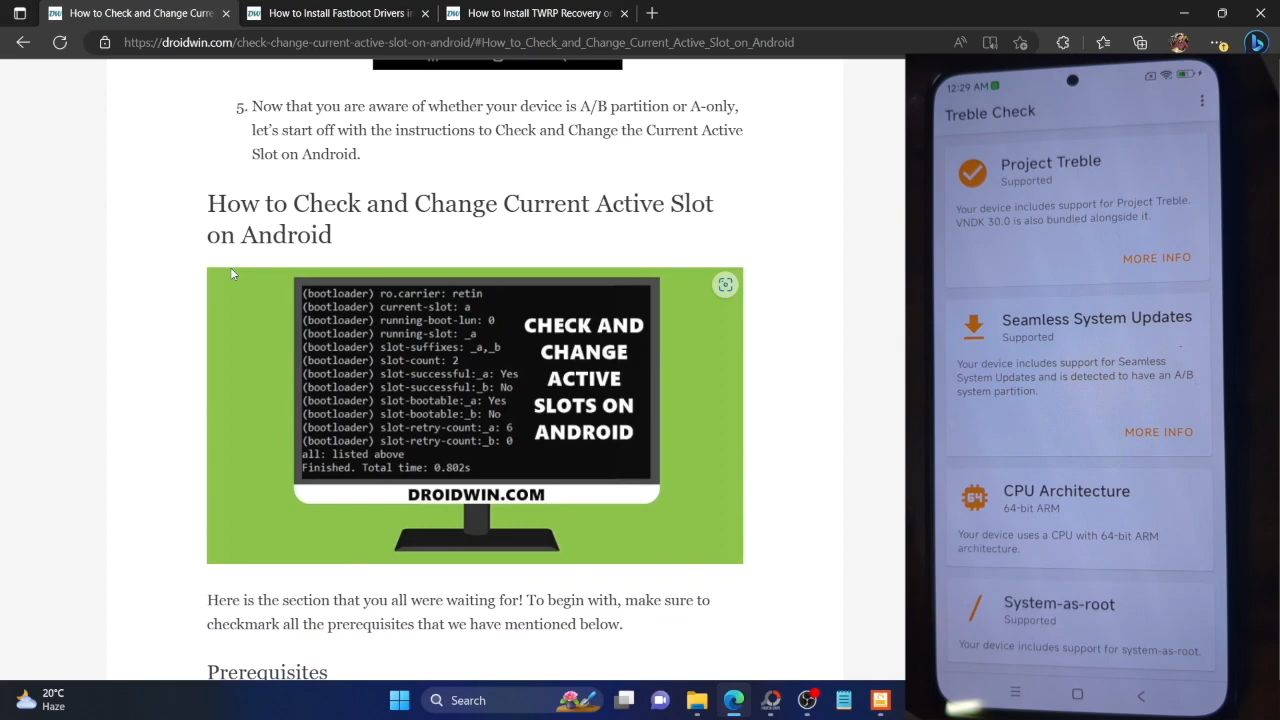 How to Check and Change Curre
How to Install Fastboot Drivers in
How to Install TWRP Recovery or
https://droidwin.com/check-change-current-active-slot-on-android/#How_to_Check_and_Change_Current_Active_Slot_on_Android
5. Now that you are aware of whether your device is A/B partition or A-only,
let's start off with the instructions to Check and Change the Current Active
Slot on Android.
How to Check and Change Current Active Slot
on Android
(bootloader) ro.carrier: retin
(bootloader) current-slot: a
(bootloader) running-boot-lun: 0
(bootloader) running-slot: _a
(bootloader) slot-suffixes: _a,_b
(bootloader) slot-count: 2
(bootloader) slot-successful:_a: Yes
(bootloader) slot-successful:_b: No
(bootloader) slot-bootable:_a: Yes
(bootloader) slot-bootable:_b: No
(bootloader) slot-retry-count:_a: 6
(bootloader) slot-retry-count:_b: 0
all: listed above
Finished. Total time: 0.802s
CHECK AND
CHANGE
ACTIVE
SLOTS ON
ANDROID
DROIDWIN.COM
Here is the section that you all were waiting for! To begin with, make sure to
checkmark all the prerequisites that we have mentioned below.
Prerequisites
20°C
Haze
Search
12:29 AM
Treble Check
Project Treble
Supported
Your device includes support for Project Treble.
VNDK 30.0 is also bundled alongside it.
MORE INFO
Seamless System Updates
Supported
Your device includes support for Seamless
System Updates and is detected to have an A/B
system partition.
MORE INFO
64
CPU Architecture
64-bit ARM
Your device uses a CPU with 64-bit ARM
architecture.
System-as-root
Supported
Your device includes support for system-as-root.